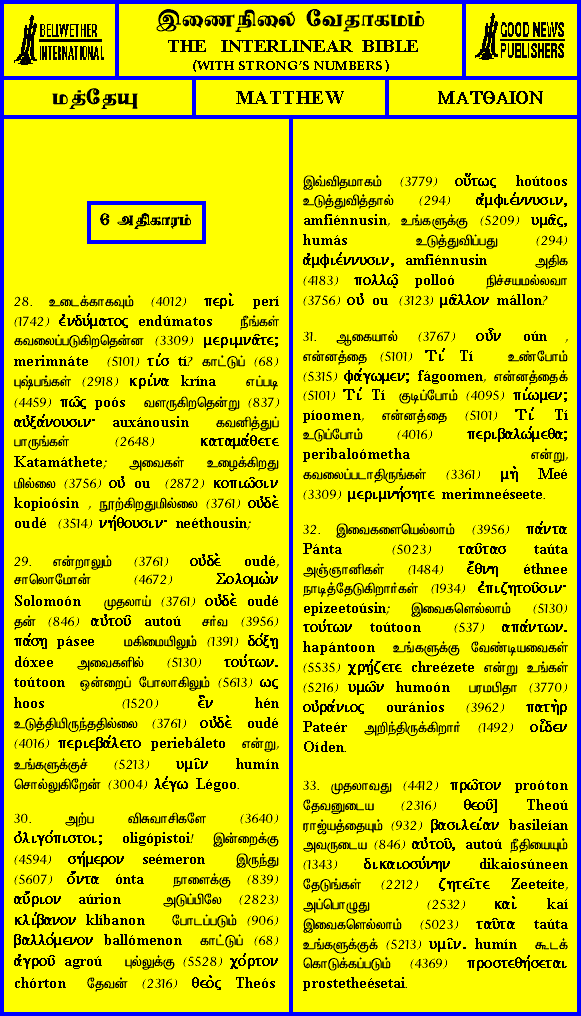 BELLWETHER
INTERNATIONAL
இணைநிலை வேதாகமம்
THE INTERLINEAR BIBLE
(WITH STRONG'S NUMBERS)
GOOD NEWS
PUBLISHERS
மத்தேயு
MATTHEW
ΜΑΤΘΑΙΟΝ
6 அதிகாரம்
28. உடைக்காகவும் (4012) περὶ perí
(1742) ἐνδύματος endúmatos நீங்கள்
கவலைப்படுகிறதென்ன (3309) μεριμνᾶτε;
merimnáte (5101) τίσ tí? காட்டுப் (68)
புஷ்பங்கள் (2918) κρίνα krína எப்படி
(4459) πῶς poós வளருகிறதென்று (837)
αὐξάνουσιν· auxánousin கவனித்துப்
பாருங்கள் (2648) καταμάθετε
Katamáthete; அவைகள் உழைக்கிறது
மில்லை (3756) οὐ ou (2872) κοπιῶσιν
kopioósin , நூற்கிறதுமில்லை (3761) οὐδὲ
oudé (3514) νήθουσιν· neéthousin;
29. என்றாலும் (3761) οὐδὲ oudé,
சாலொமோன் (4672) Σολομὼν
Solomoón முதலாய் (3761) οὐδὲ oudé
தன் (846) αὐτοῦ autoú சர்வ (3956)
πάσῃ pásee மகிமையிலும் (1391) δόξῃ
dóxee அவைகளில் (5130) τούτων.
toútoon ஒன்றைப் போலாகிலும் (5613) ως
hoos (1520) ἓν hén
உடுத்தியிருந்ததில்லை (3761) οὐδὲ oudé
(4016) περιεβάλετο periebáleto என்று,
உங்களுக்குச் (5213) υμῖν humín
சொல்லுகிறேன் (3004) λέγω Légoo.
30. அற்ப விசுவாசிகளே (3640)
ὀλιγόπιστοι; oligópistoi! இன்றைக்கு
(4594) σήμερον seémeron இருந்து
(5607) ὄντα ónta நாளைக்கு (839)
αὔριον aúrion அடுப்பிலே (2823)
κλίβανον klíbanon போடப்படும் (906)
βαλλόμενον ballómenon காட்டுப் (68)
ἀγροῦ agroú புல்லுக்கு (5528) χόρτον
chórton தேவன் (2316) θεὸς Theós
இவ்விதமாகம் (3779) οὕτως hoútoos
உடுத்துவித்தால் (294) ἀμφιέννυσιν,
amfiénnusin, உங்களுக்கு (5209) υμᾶς,
humás உடுத்துவிப்பது (294)
ἀμφιέννυσιν, amfiénnusin அதிக
(4183) πολλῷ polloó நிச்சயமல்லவா
(3756) οὐ ou (3123) μᾶλλον mállon?
31. ஆகையால் (3767) οὖν oún ,
என்னத்தை (5101) Τί Tí உண்போம்
(5315) φάγωμεν; fágoomen, என்னத்தைக்
(5101) Τί Tí குடிப்போம் (4095) πίωμεν;
píoomen, என்னத்தை (5101) Τί Tí
உடுப்போம் (4016) περιβαλώμεθα;
peribaloómetha என்று,
கவலைப்படாதிருங்கள் (3361) μὴ Meé
(3309) μεριμνήσητε merimneéseete.
32. இவைகளையெல்லாம் (3956) πάντα
Pánta (5023) ταῦτασ taúta
அஞ்ஞானிகள் (1484) ἔθνη éthnee
நாடித்தேடுகிறார்கள் (1934) ἐπιζητοῦσιν·
epizeetoúsin; இவைகளெல்லாம் (5130)
τούτων toútoon (537) απάντων.
hapántoon உங்களுக்கு வேண்டியவைகள்
(5535) χρῄζετε chreézete என்று உங்கள்
(5216) υμῶν humoón பரமபிதா (3770)
οὐράνιος ouránios (3962) πατὴρ
Pateér அறிந்திருக்கிறார் (1492) οἶδεν
Oíden.
33. முதலாவது (4412) πρῶτον proóton
தேவனுடைய (2316) θεοῦ] Theoú
ராஜ்யத்தையும் (932) βασιλείαν basileían
அவருடைய (846) αὐτοῦ, autoú நீதியையும்
(1343) δικαιοσύνην dikaiosúneen
தேடுங்கள் (2212) ζητεῖτε Zeeteíte,
அப்பொழுது (2532) καὶ kaí
இவைகளெல்லாம் (5023) ταῦτα taúta
உங்களுக்குக் (5213) υμῖν. humín கூடக்
கொடுக்கப்படும் (4369) προστεθήσεται
prostetheésetai.